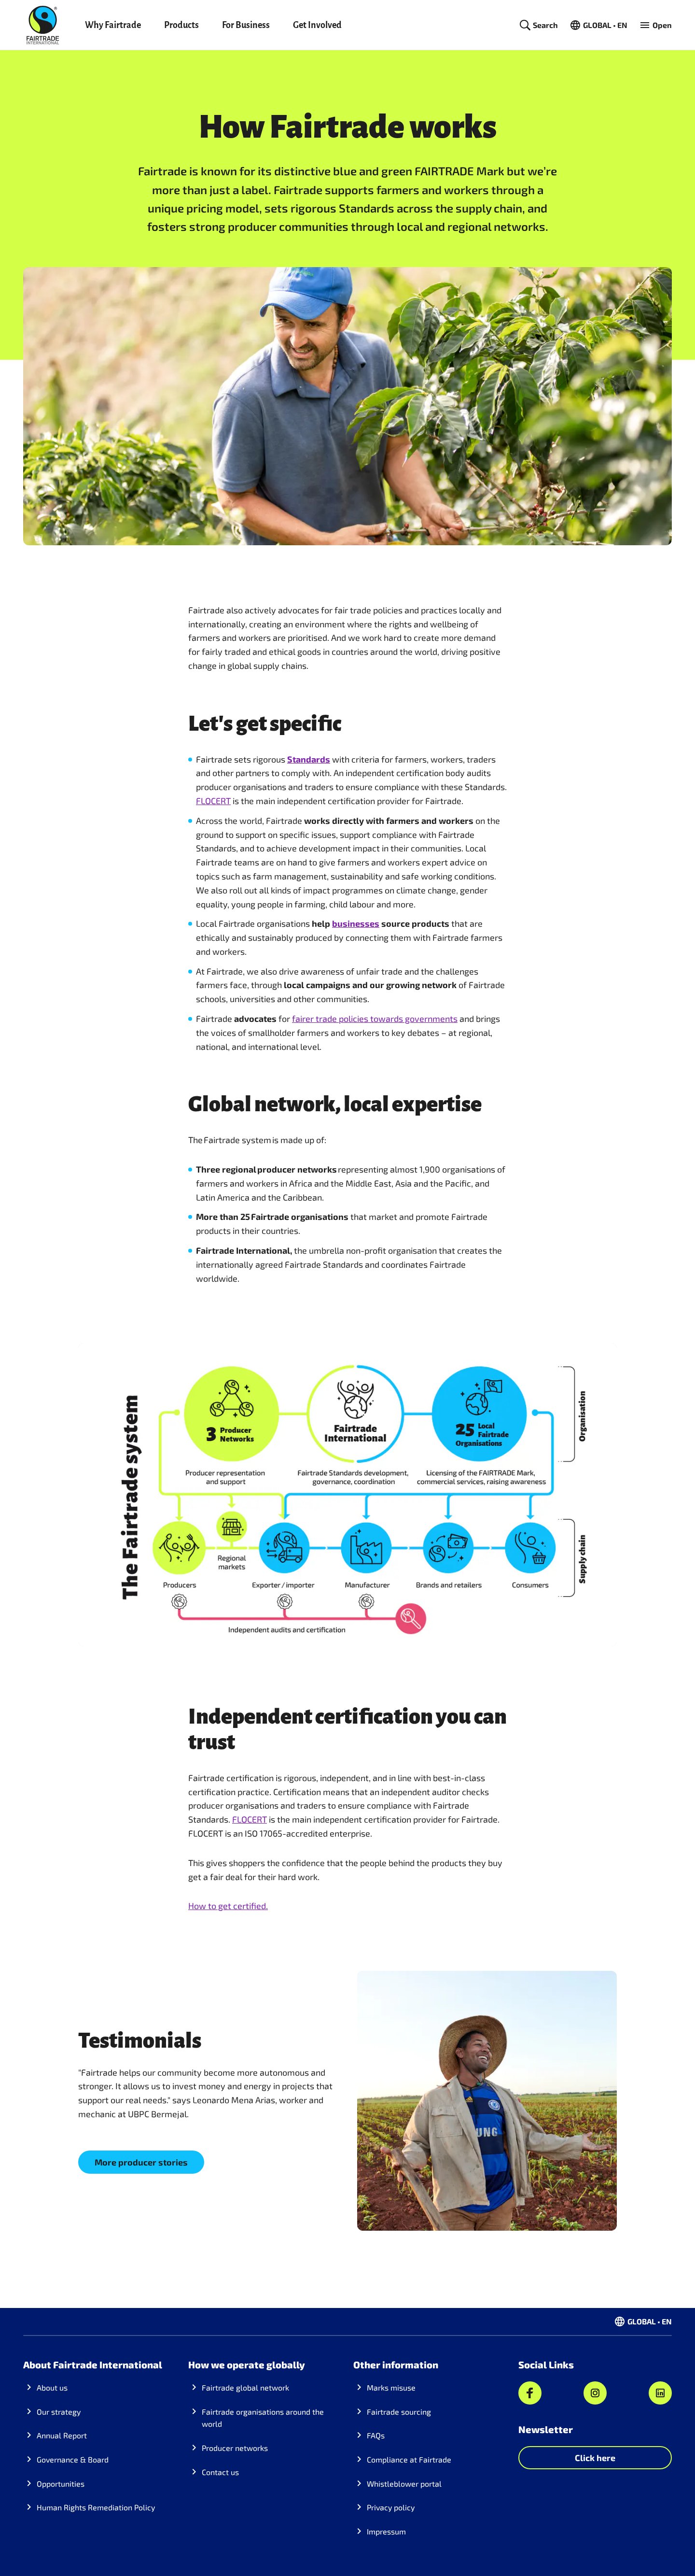 FAIRTRADE
INTERNATIONAL
Why Fairtrade
Products
For Business
Get Involved
Search
GLOBAL • EN
Open
How Fairtrade works
Fairtrade is known for its distinctive blue and green FAIRTRADE Mark but we're
more than just a label. Fairtrade supports farmers and workers through a
unique pricing model, sets rigorous Standards across the supply chain, and
fosters strong producer communities through local and regional networks.
Fairtrade also actively advocates for fair trade policies and practices locally and
internationally, creating an environment where the rights and wellbeing of
farmers and workers are prioritised. And we work hard to create more demand
for fairly traded and ethical goods in countries around the world, driving positive
change in global supply chains.
Let's get specific
Fairtrade sets rigorous Standards with criteria for farmers, workers, traders
and other partners to comply with. An independent certification body audits
producer organisations and traders to ensure compliance with these Standards.
FLOCERT is the main independent certification provider for Fairtrade.
Across the world, Fairtrade works directly with farmers and workers on the
ground to support on specific issues, support compliance with Fairtrade
Standards, and to achieve development impact in their communities. Local
Fairtrade teams are on hand to give farmers and workers expert advice on
topics such as farm management, sustainability and safe working conditions.
We also roll out all kinds of impact programmes on climate change, gender
equality, young people in farming, child labour and more.
Local Fairtrade organisations help businesses source products that are
ethically and sustainably produced by connecting them with Fairtrade farmers
and workers.
At Fairtrade, we also drive awareness of unfair trade and the challenges
farmers face, through local campaigns and our growing network of Fairtrade
schools, universities and other communities.
Fairtrade advocates for fairer trade policies towards governments and brings
the voices of smallholder farmers and workers to key debates – at regional,
national, and international level.
Global network, local expertise
The Fairtrade system is made up of:
Three regional producer networks representing almost 1,900 organisations of
farmers and workers in Africa and the Middle East, Asia and the Pacific, and
Latin America and the Caribbean.
More than 25 Fairtrade organisations that market and promote Fairtrade
products in their countries.
Fairtrade International, the umbrella non-profit organisation that creates the
internationally agreed Fairtrade Standards and coordinates Fairtrade
worldwide.
The Fairtrade system
3 Producer
Networks
Fairtrade
International
25 Local
Fairtrade
Organisations
Organisation
Producer representation
and support
Fairtrade Standards development,
governance, coordination
Licensing of the FAIRTRADE Mark,
commercial services, raising awareness
Supply chain
Regional
markets
Producers
Exporter / importer
Manufacturer
Brands and retailers
Consumers
Independent audits and certification
Independent certification you can
trust
Fairtrade certification is rigorous, independent, and in line with best-in-class
certification practice. Certification means that an independent auditor checks
producer organisations and traders to ensure compliance with Fairtrade
Standards. FLOCERT is the main independent certification provider for Fairtrade.
FLOCERT is an ISO 17065-accredited enterprise.
This gives shoppers the confidence that the people behind the products they buy
get a fair deal for their hard work.
How to get certified.
Testimonials
"Fairtrade helps our community become more autonomous and
stronger. It allows us to invest money and energy in projects that
support our real needs." says Leonardo Mena Arias, worker and
mechanic at UBPC Bermejal.
More producer stories
GLOBAL • EN
About Fairtrade International
About us
Our strategy
Annual Report
Governance & Board
Opportunities
Human Rights Remediation Policy
How we operate globally
Fairtrade global network
Fairtrade organisations around the
world
Producer networks
Contact us
Other information
Marks misuse
Fairtrade sourcing
FAQs
Compliance at Fairtrade
Whistleblower portal
Privacy policy
Impressum
Social Links
Newsletter
Click here